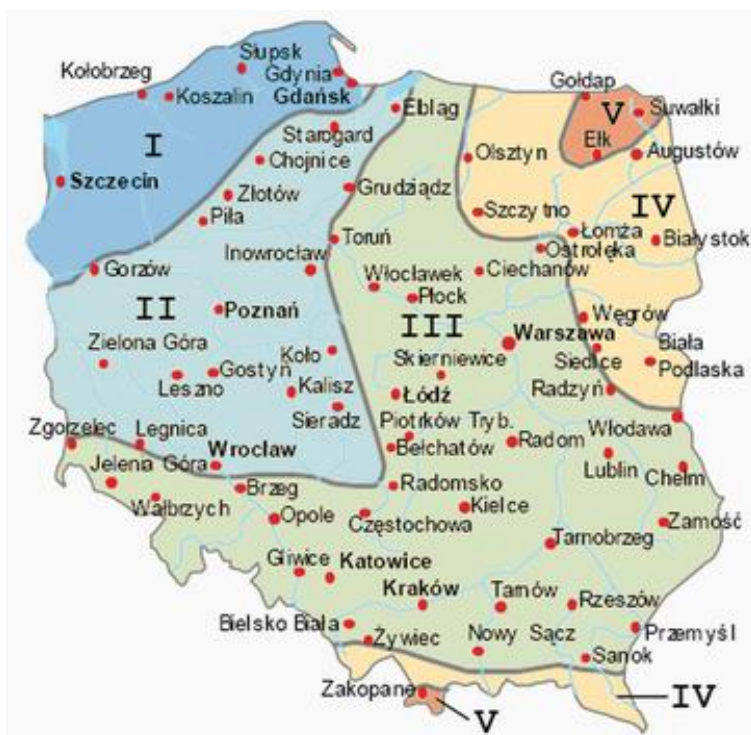 Słupsk
Kołobrzeg
Gdynia
Koszalin
Gdańsk
Elbląg
Gołdap
V
Suwałki
Starogard
I
Chojnice
Olsztyn
Ełk
Augustów
Szczecin
Złotów
Grudziądz
Szczytno
IV
Piła
Toruń
Łomża
Białystok
Ostrołęka
Inowrocław
Gorzów
Włocławek
Ciechanów
Płock
II
Poznań
III
Węgrów
Warszawa
Zielona Góra
Koło
Skierniewice
Siedlce
Biała
Podlaska
Leszno
Gostyń
Kalisz
Łódź
Radzyń
Sieradz
Zgorzelec
Legnica
Piotrków Tryb.
Włodawa
Wrocław
Bełchatów
Radom
Jelenia Góra
Lublin
Chełm
Wałbrzych
Brzeg
Radomsko
Opole
Częstochowa
Kielce
Zamość
Tarnobrzeg
Gliwice
Katowice
Kraków
Tarnów
Rzeszów
Bielsko Biała
Żywiec
Nowy Sącz
Przemyśl
Sanok
Zakopane
IV
V